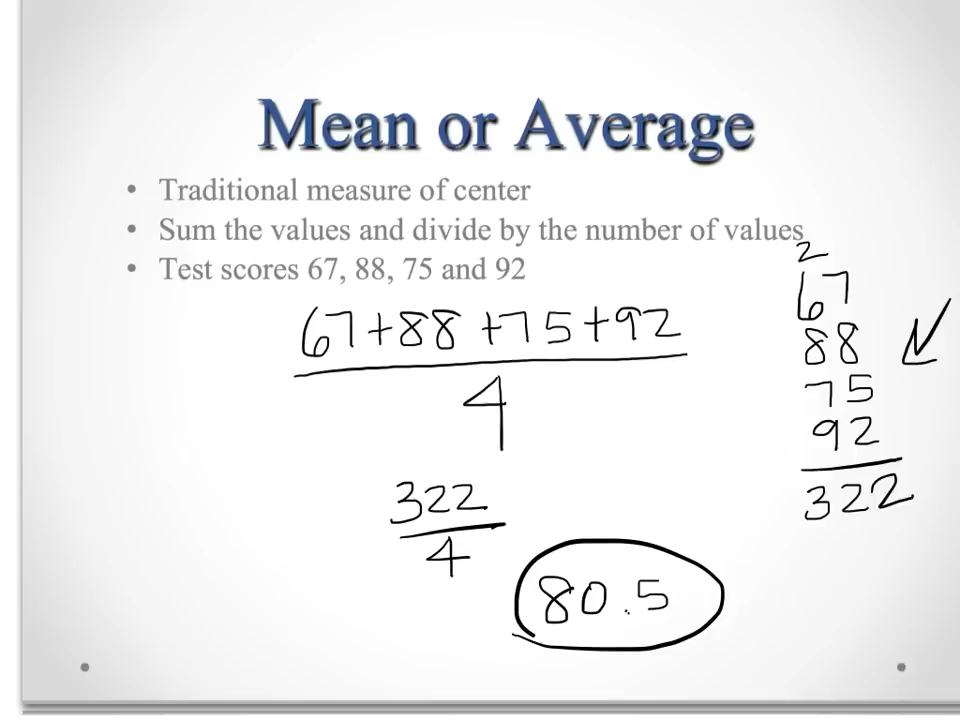 Mean or Average
• Traditional measure of center
• Sum the values and divide by the number of values
• Test scores 67, 88, 75 and 92
67+88+75+92
4
322
4
80.5
2
67
88
75
92
322